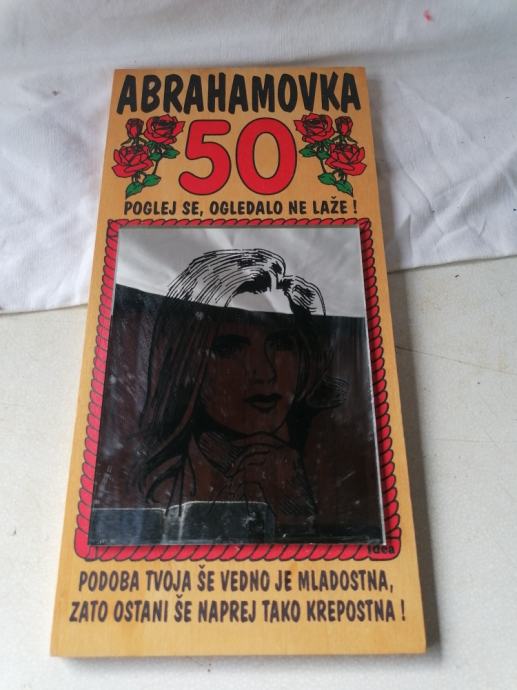 ABRAHAMOVKA
50
POGLEJ SE, OGLEDALO NE LAŽE !
idea
PODOBA TVOJA ŠE VEDNO JE MLADOSTNA,
ZATO OSTANI ŠE NAPREJ TAKO KREPOSTNA !